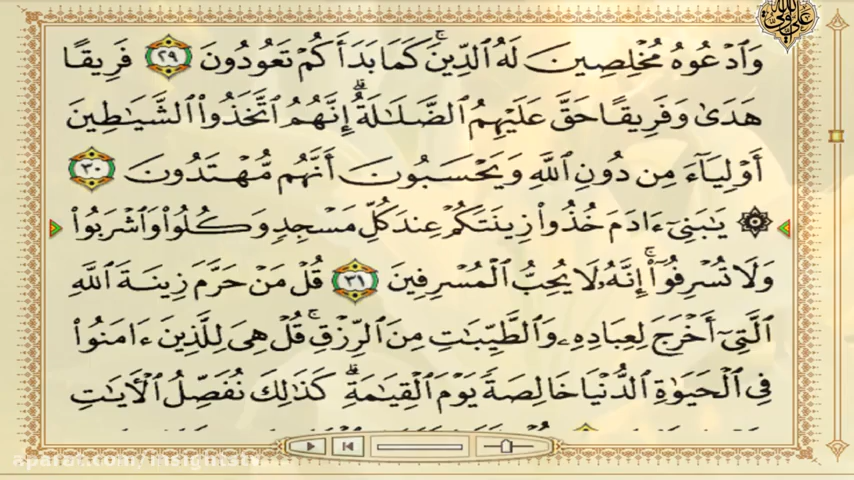 وَٱدۡعُوهُ مُخۡلِصِينَ لَهُ ٱلدِّينَۚ كَمَا بَدَأَكُمۡ تَعُودُونَ ٢٩ فَرِيقًا
هَدَىٰ وَفَرِيقًا حَقَّ عَلَيۡهِمُ ٱلضَّلَٰلَةُۚ إِنَّهُمُ ٱتَّخَذُواْ ٱلشَّيَٰطِينَ
أَوۡلِيَآءَ مِن دُونِ ٱللَّهِ وَيَحۡسَبُونَ أَنَّهُم مُّهۡتَدُونَ ٣٠
۞ يَٰبَنِيٓ ءَادَمَ خُذُواْ زِينَتَكُمۡ عِندَ كُلِّ مَسۡجِدٖ وَكُلُواْ وَٱشۡرَبُواْ
وَلَا تُسۡرِفُوٓاْۚ إِنَّهُۥ لَا يُحِبُّ ٱلۡمُسۡرِفِينَ ٣١ قُلۡ مَنۡ حَرَّمَ زِينَةَ ٱللَّهِ
ٱلَّتِيٓ أَخۡرَجَ لِعِبَادِهِۦ وَٱلطَّيِّبَٰتِ مِنَ ٱلرِّزۡقِۚ قُلۡ هِيَ لِلَّذِينَ ءَامَنُواْ
فِي ٱلۡحَيَوٰةِ ٱلدُّنۡيَا خَالِصَةٗ يَوۡمَ ٱلۡقِيَٰمَةِۗ كَذَٰلِكَ نُفَصِّلُ ٱلۡأٓيَٰتِ